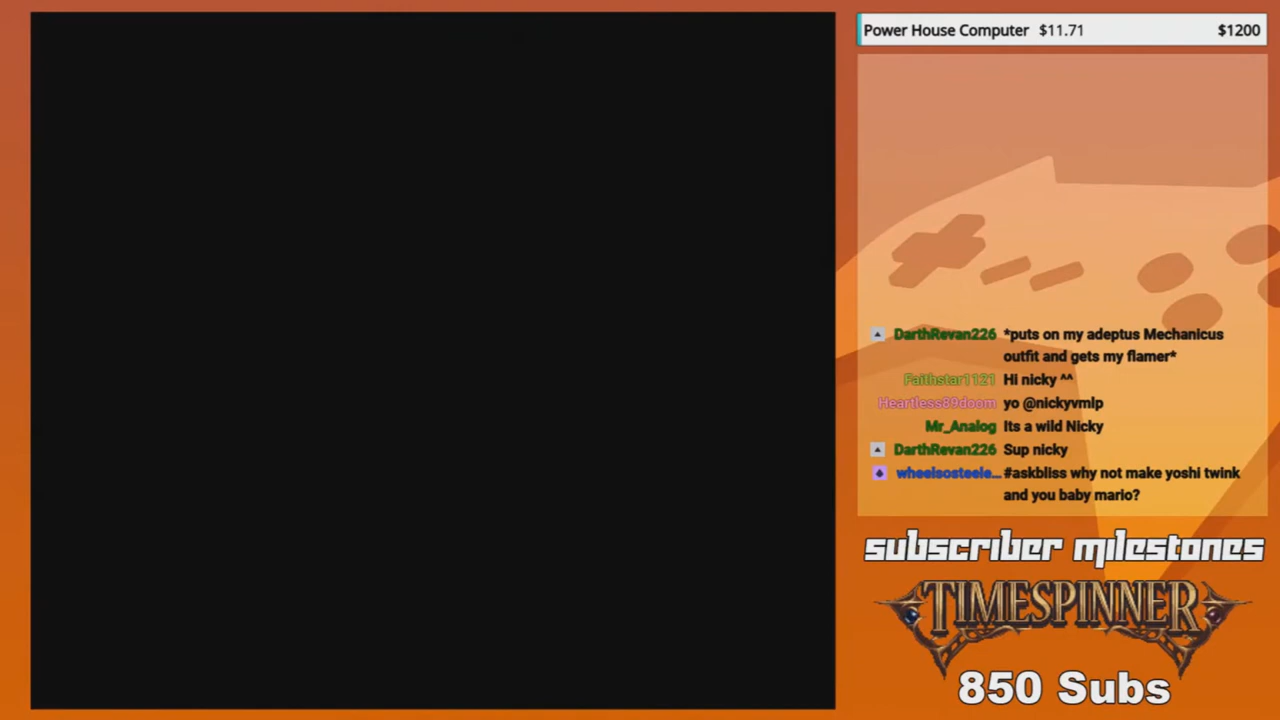 Power House Computer $11.71 $1200
DarthRevan226 *puts on my adeptus Mechanicus
outfit and gets my flamer*
Faithstar1121 Hi nicky ^^
Heartless89doom yo @nickyvmlp
Mr_Analog Its a wild Nicky
DarthRevan226 Sup nicky
wheelsosteele... #askbliss why not make yoshi twink
and you baby mario?
subscriber milestones
TIMESPINNER
850 Subs